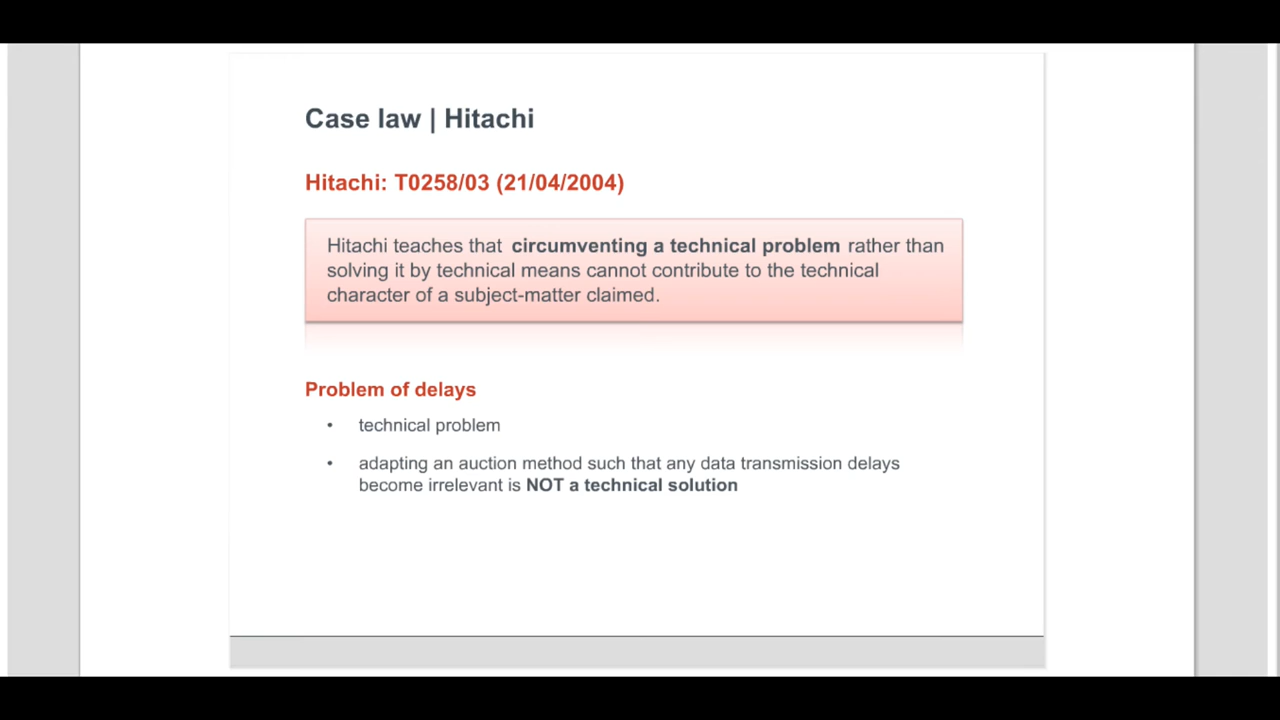 Case law | Hitachi
Hitachi: T0258/03 (21/04/2004)
Hitachi teaches that circumventing a technical problem rather than
solving it by technical means cannot contribute to the technical
character of a subject-matter claimed.
Problem of delays
• technical problem
• adapting an auction method such that any data transmission delays
become irrelevant is NOT a technical solution